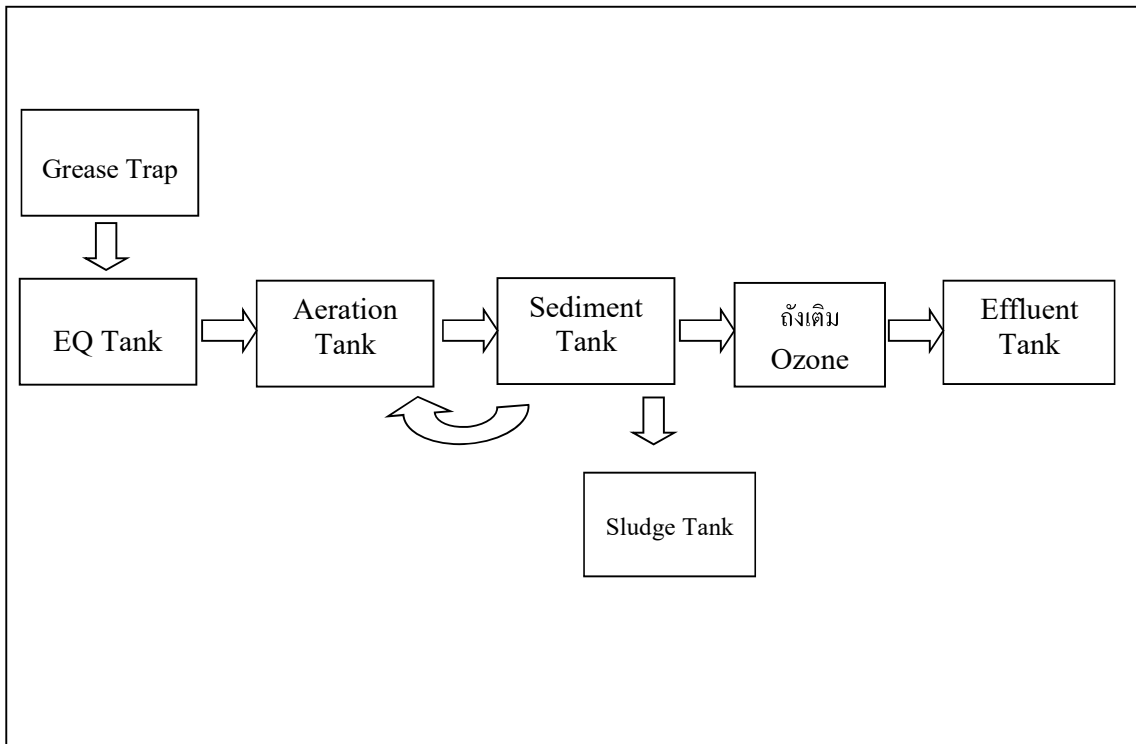 Grease Trap
EQ Tank
Aeration
Tank
Sediment
Tank
ถังเติม
Ozone
Effluent
Tank
Sludge Tank